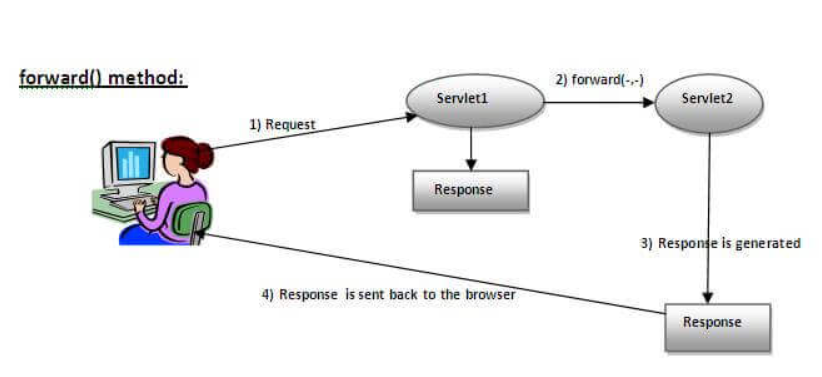 forward() method:
2) forward(-,-)
Servlet1
Servlet2
1) Request
Response
3) Response is generated
4) Response is sent back to the browser
Response